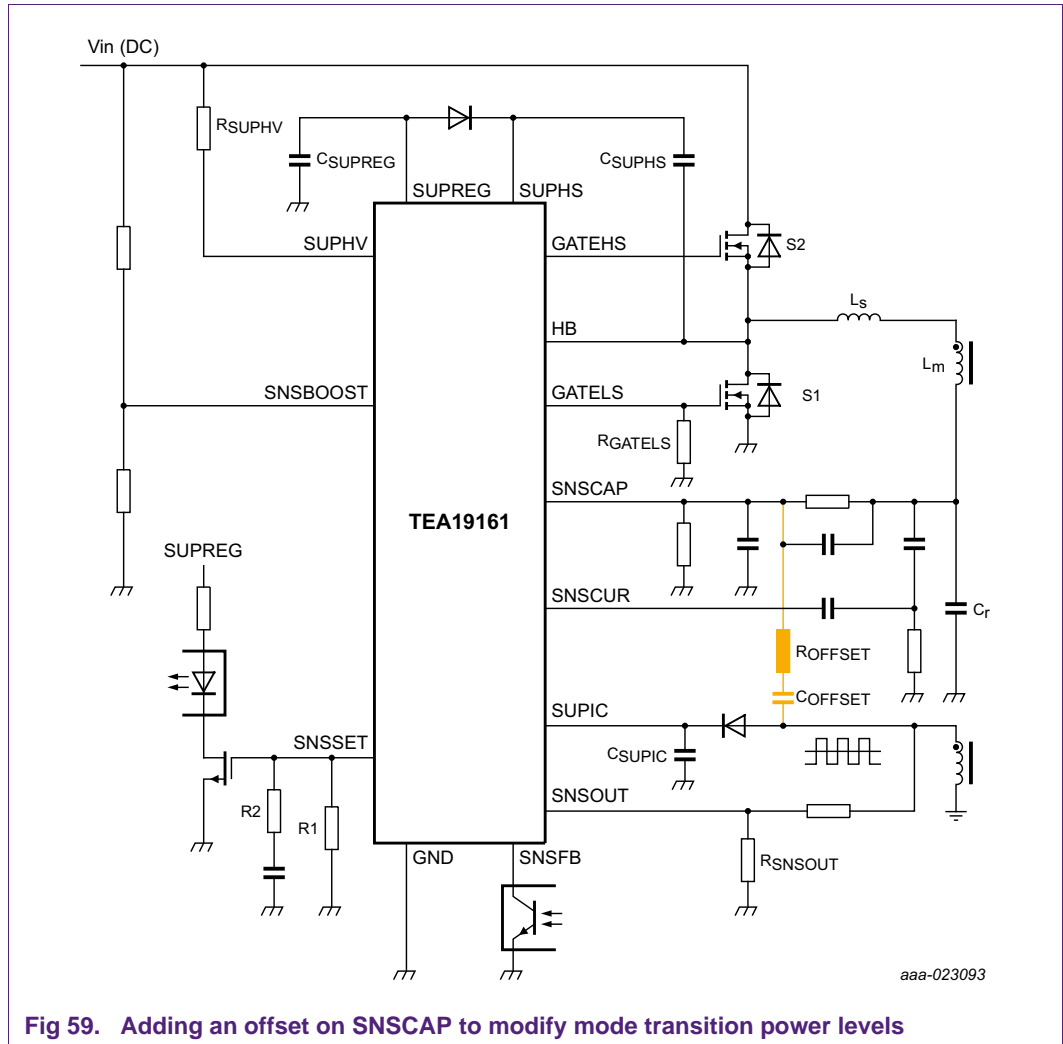 Vin (DC)
RSUPHV
CSUPREG
CSUPHS
SUPREG
SUPHS
SUPHV
GATEHS
S2
Ls
HB
Lm
SNSBOOST
GATELS
S1
RGATELS
SNSCAP
TEA19161
SUPREG
SNSCUR
Cr
ROFFSET
COFFSET
SUPIC
SNSSET
CSUPIC
SNSOUT
R2
R1
RSNSOUT
GND
SNSFB
aaa-023093
Fig 59. Adding an offset on SNSCAP to modify mode transition power levels